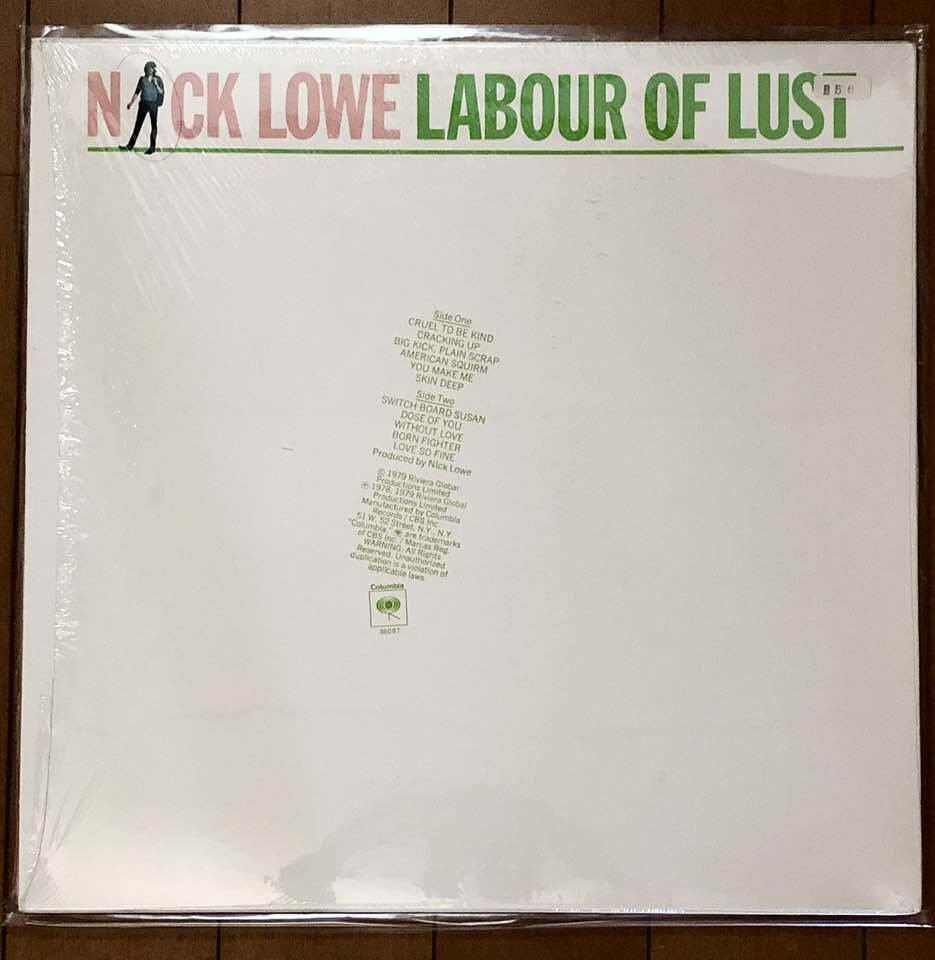 NICK LOWE LABOUR OF LUST
Side One
CRUEL TO BE KIND
CRACKING UP
BIG KICK, PLAIN SCRAP
AMERICAN SQUIRM
YOU MAKE ME
SKIN DEEP
Side Two
SWITCH BOARD SUSAN
DOSE OF YOU
WITHOUT LOVE
BORN FIGHTER
LOVE SO FINE
Produced by Nick Lowe
© 1979 Riviera Global
Productions Limited
℗ 1978, 1979 Riviera Global
Productions Limited
Manufactured by Columbia
Records / CBS Inc.
51 W. 52 Street, N.Y., N.Y.
"Columbia," are trademarks
of CBS Inc. / Marcas Reg.
WARNING: All Rights
Reserved. Unauthorized
duplication is a violation of
applicable laws
Columbia
36087